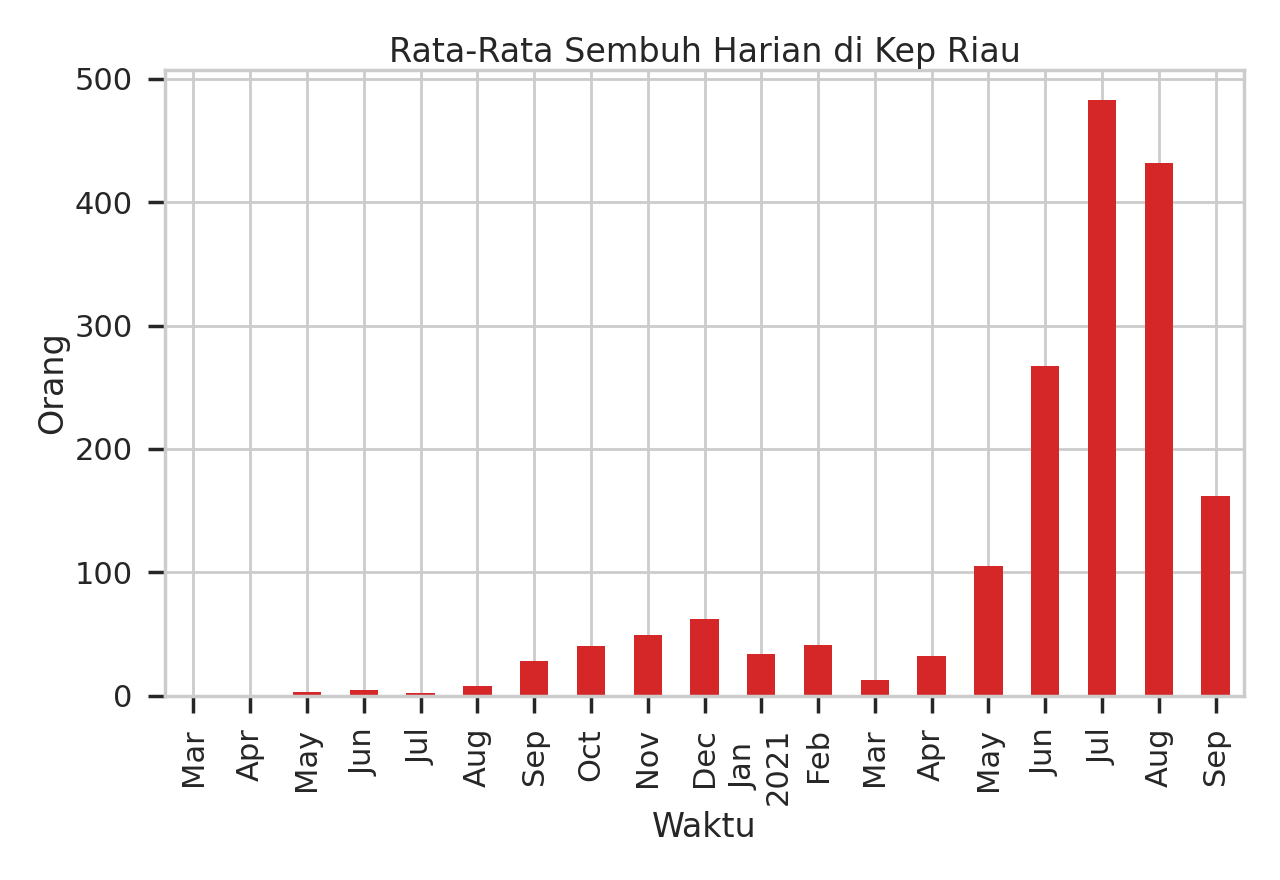 Rata-Rata Sembuh Harian di Kep Riau
500
400
300
200
100
0
Orang
Mar
Apr
May
Jun
Jul
Aug
Sep
Oct
Nov
Dec
Jan
2021
Feb
Mar
Apr
May
Jun
Jul
Aug
Sep
Waktu